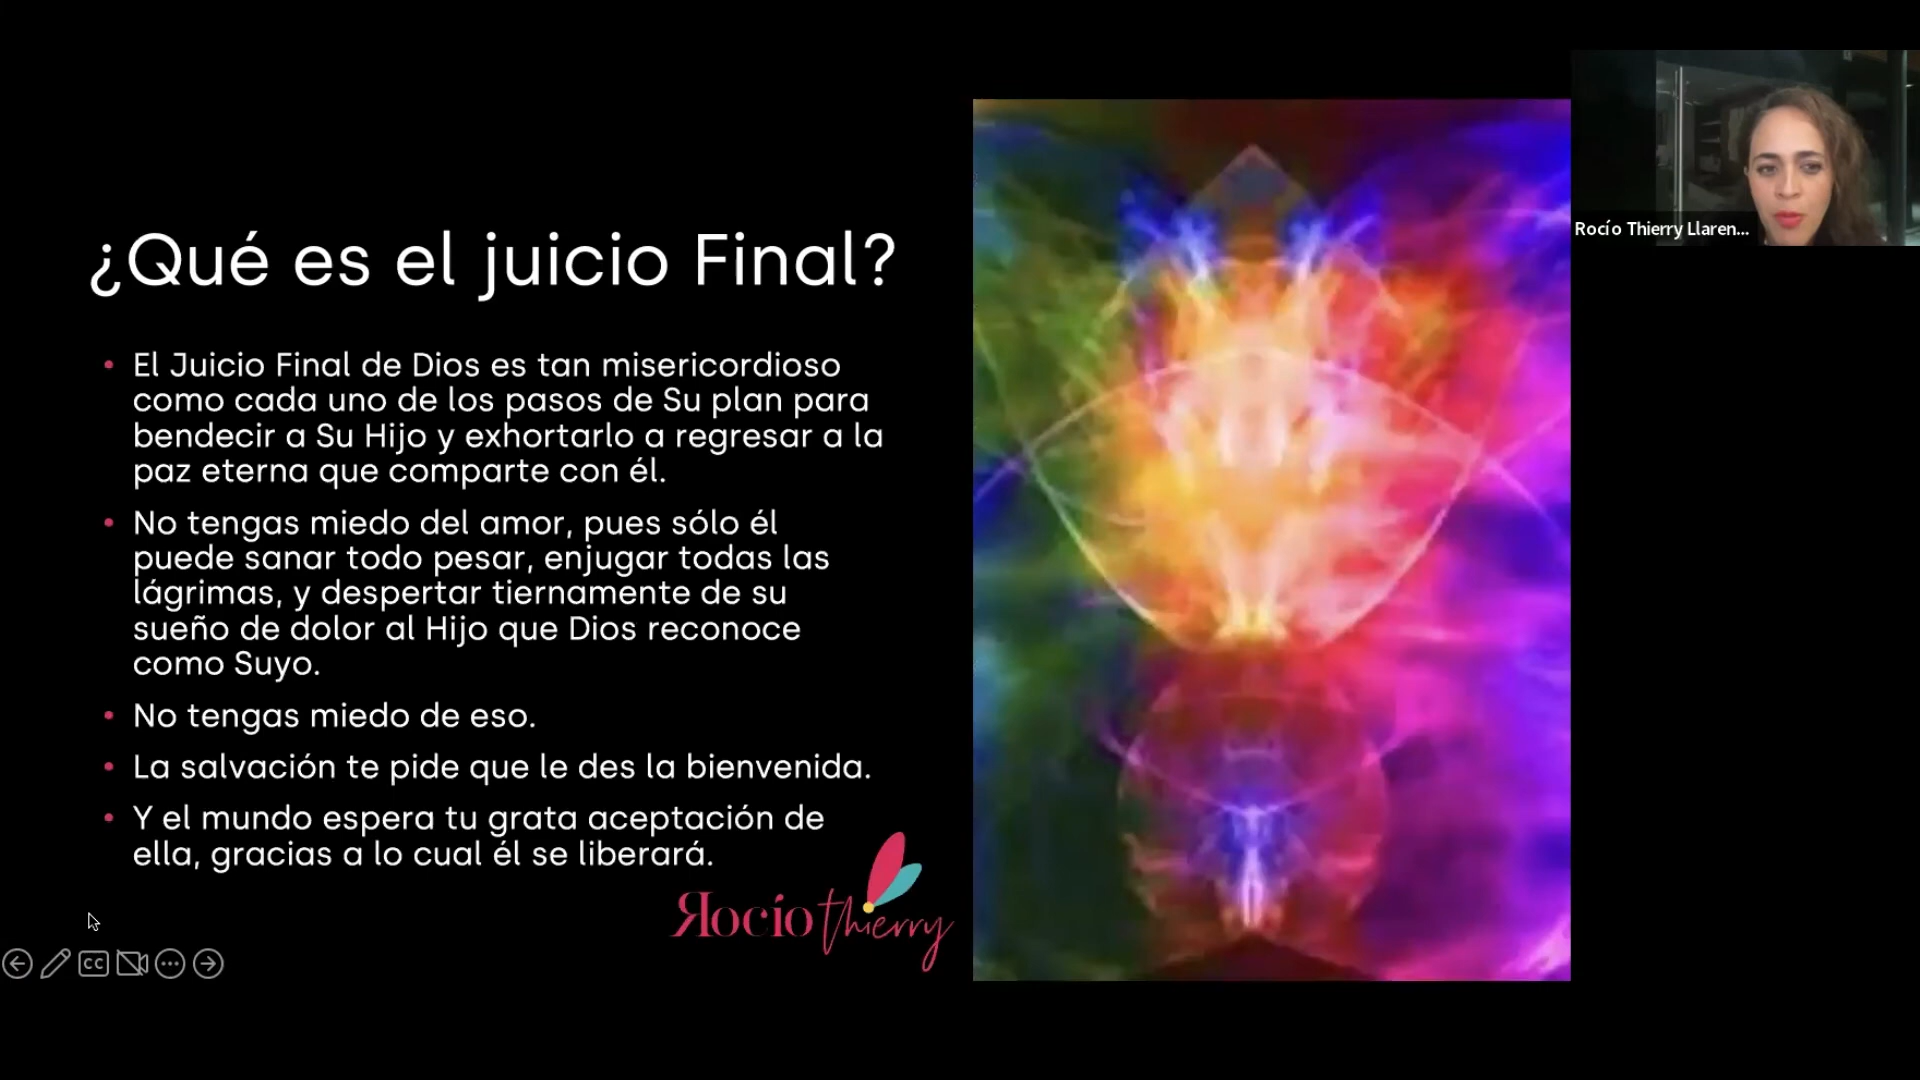 Rocío Thierry Llaren...
¿Qué es el juicio Final?
El Juicio Final de Dios es tan misericordioso
como cada uno de los pasos de Su plan para
bendecir a Su Hijo y exhortarlo a regresar a la
paz eterna que comparte con él.
No tengas miedo del amor, pues sólo él
puede sanar todo pesar, enjugar todas las
lágrimas, y despertar tiernamente de su
sueño de dolor al Hijo que Dios reconoce
como Suyo.
No tengas miedo de eso.
La salvación te pide que le des la bienvenida.
Y el mundo espera tu grata aceptación de
ella, gracias a lo cual él se liberará.
Rocío Thierry
CC